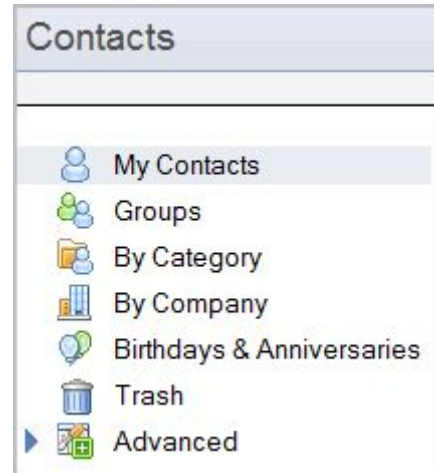 Contacts
My Contacts
Groups
By Category
By Company
Birthdays & Anniversaries
Trash
Advanced